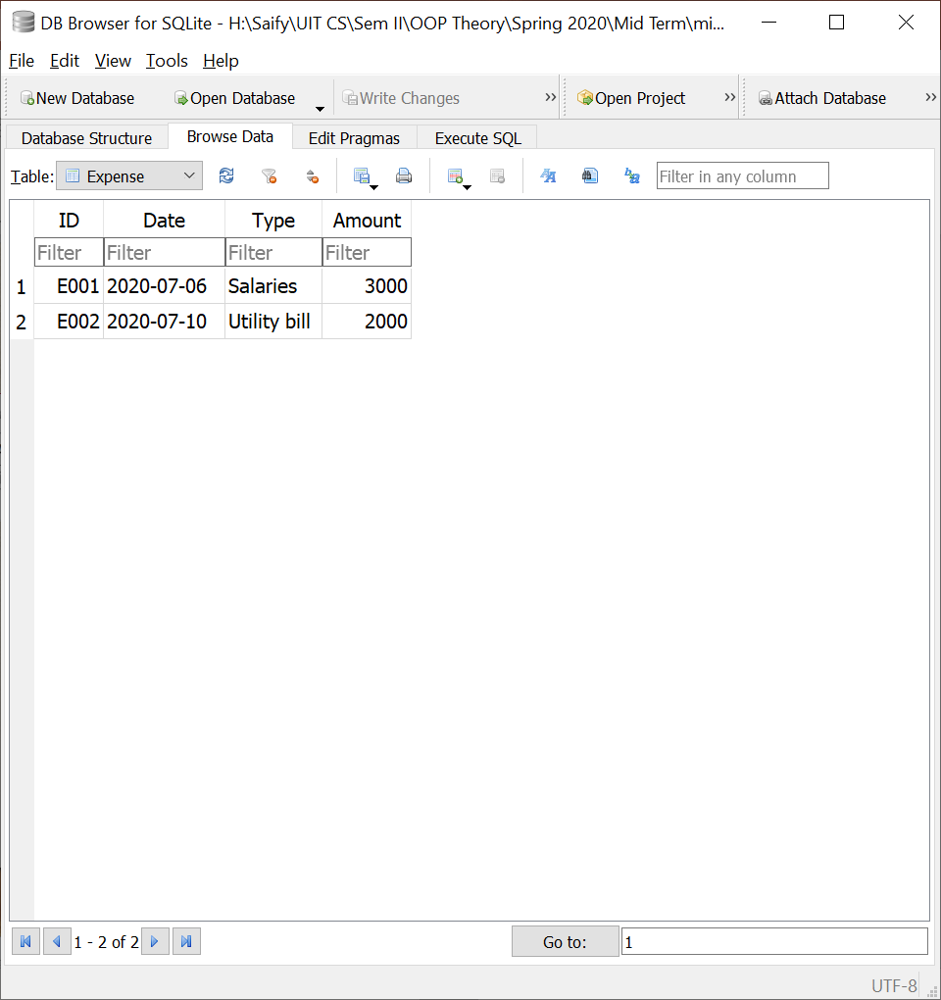 DB Browser for SQLite - H:\Saify\UIT CS\Sem II\OOP Theory\Spring 2020\Mid Term\mi...
File Edit View Tools Help
New Database Open Database Write Changes » Open Project » Attach Database »
Database Structure Browse Data Edit Pragmas Execute SQL
Table: Expense Filter in any column
ID Date Type Amount
Filter Filter Filter Filter
1 E001 2020-07-06 Salaries 3000
2 E002 2020-07-10 Utility bill 2000
1 - 2 of 2 Go to: 1
UTF-8